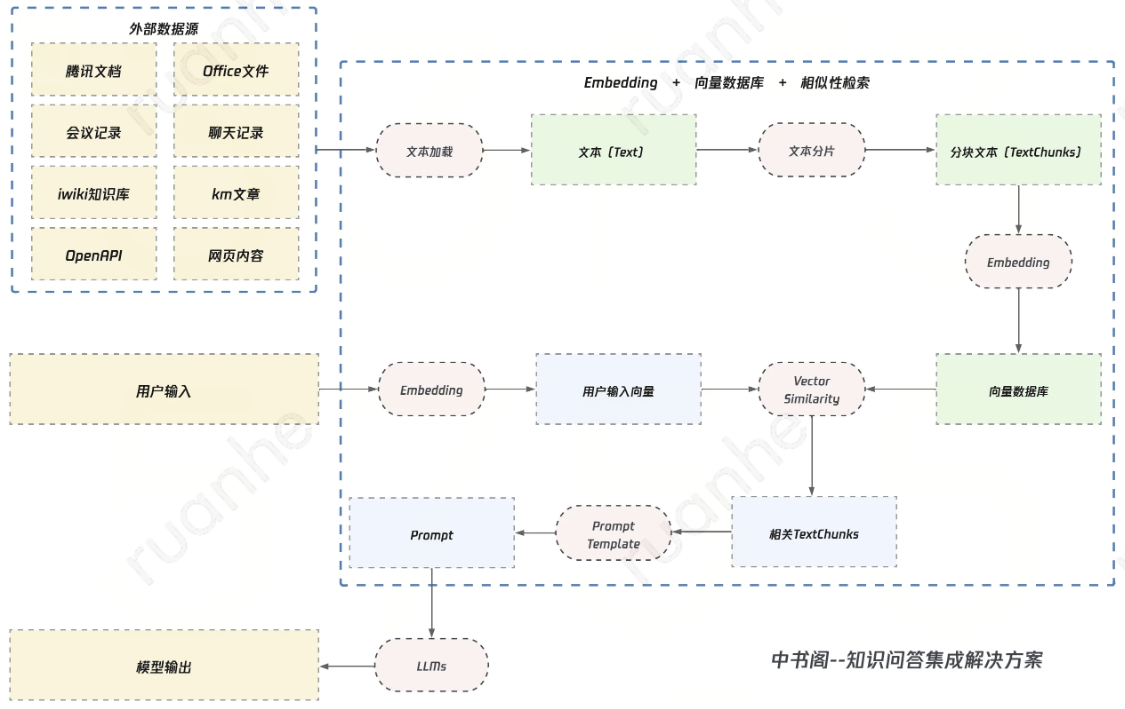 外部数据源
腾讯文档
Office文件
会议记录
聊天记录
iwiki知识库
km文章
OpenAPI
网页内容
Embedding + 向量数据库 + 相似性检索
文本加载
文本（Text）
文本分片
分块文本（TextChunks）
Embedding
用户输入
Embedding
用户输入向量
Vector
Similarity
向量数据库
Prompt
Prompt
Template
相关TextChunks
模型输出
LLMs
中书阁--知识问答集成解决方案
ruanhe
ruanhe
ruanhe
ruanhe